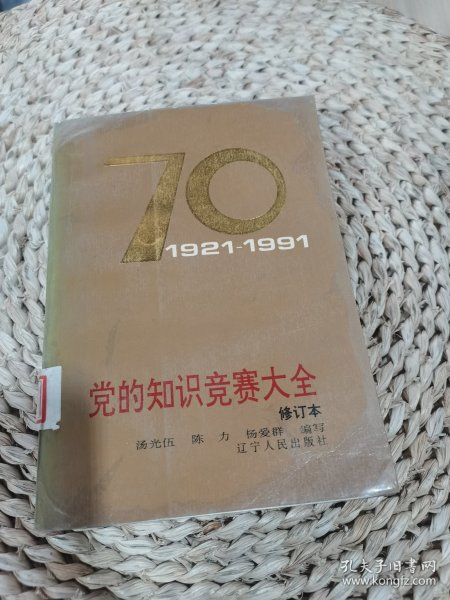 70
1921-1991
党的知识竞赛大全
修订本
汤光伍 陈力 杨爱群 编写
辽宁人民出版社
孔夫子旧书网
www.kongfz.com